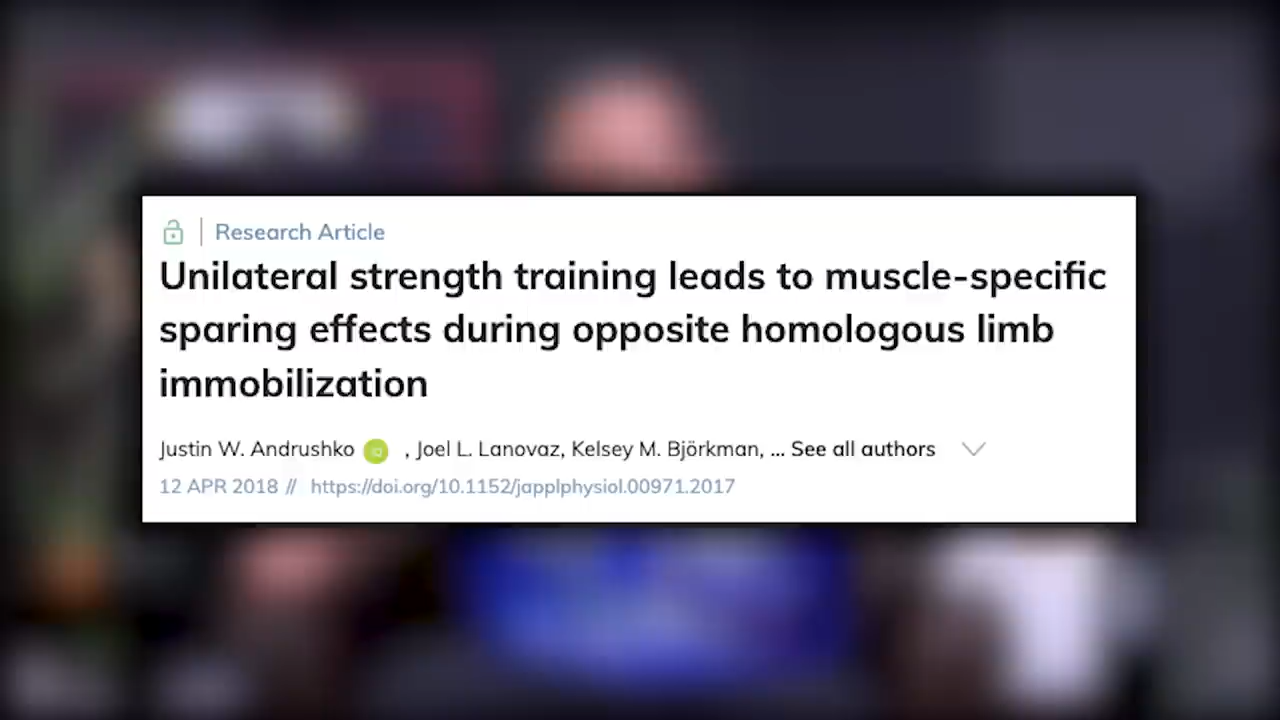 Research Article
Unilateral strength training leads to muscle-specific
sparing effects during opposite homologous limb
immobilization
Justin W. Andrushko , Joel L. Lanovaz, Kelsey M. Björkman, ... See all authors
12 APR 2018 // https://doi.org/10.1152/japplphysiol.00971.2017